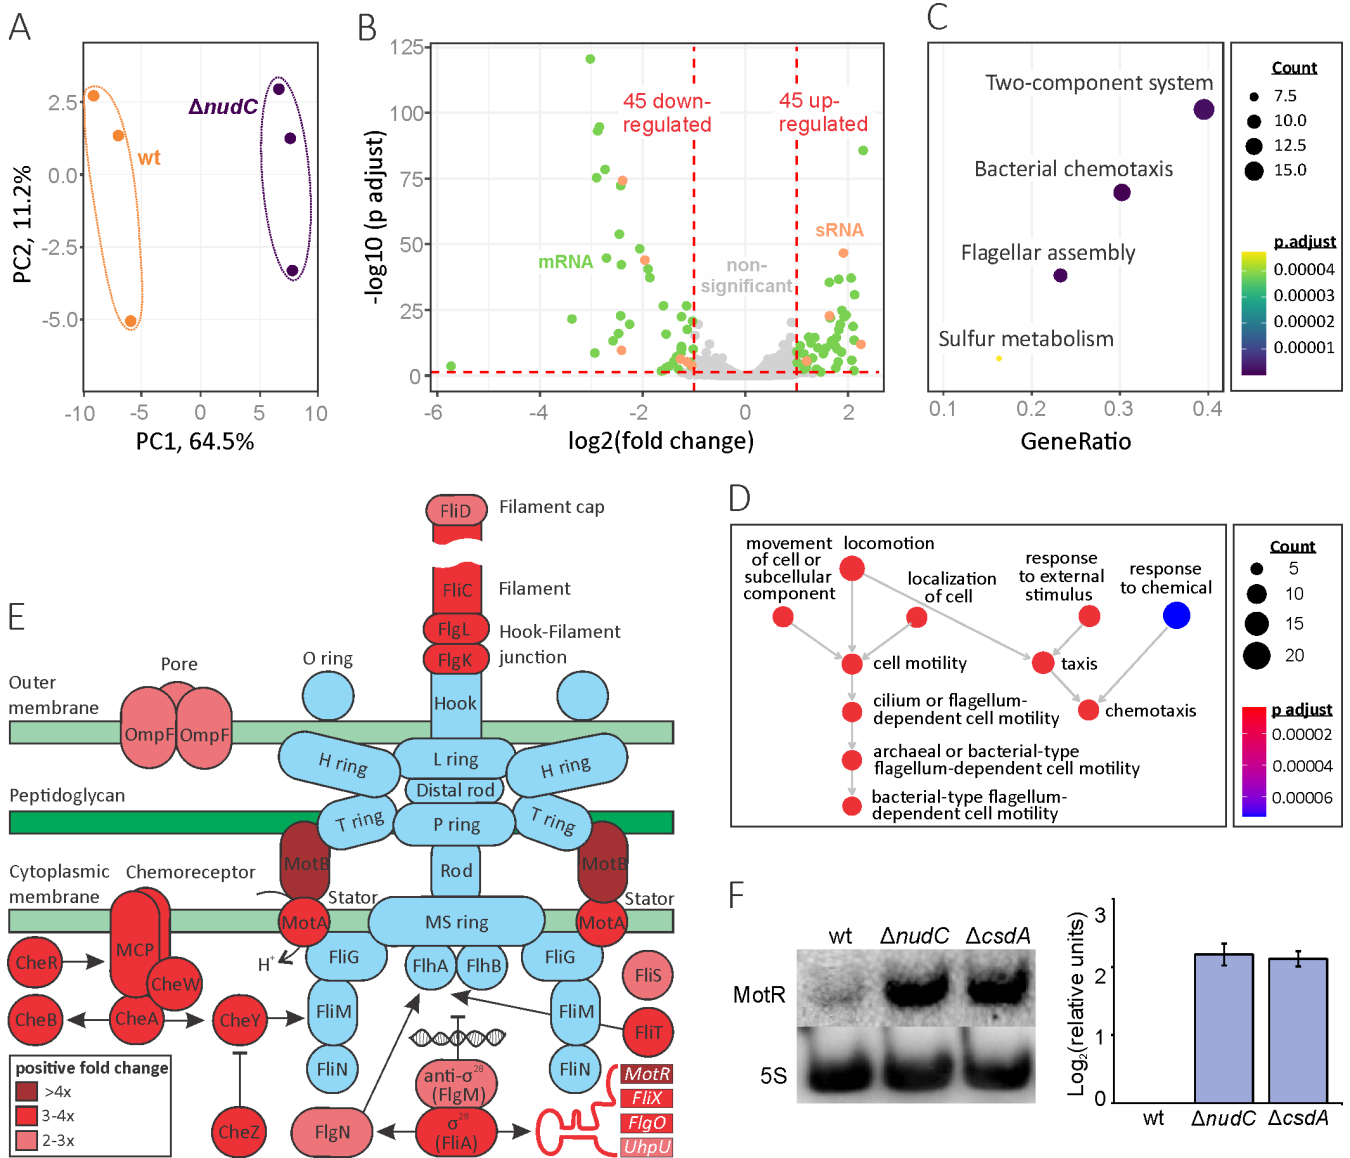 A
PC2, 11.2%
2.5
0.0
-2.5
-5.0
ΔnudC
wt
-10
-5
0
5
10
PC1, 64.5%
B
-log10 (p adjust)
125
100
75
50
25
0
45 down-
regulated
45 up-
regulated
mRNA
sRNA
non-
significant
-6
-4
-2
0
2
log2(fold change)
C
Two-component system
Bacterial chemotaxis
Flagellar assembly
Sulfur metabolism
0.1
0.2
0.3
0.4
GeneRatio
Count
7.5
10.0
12.5
15.0
p.adjust
0.00004
0.00003
0.00002
0.00001
D
movement
of cell or
subcellular
component
locomotion
localization
of cell
response
to external
stimulus
response
to chemical
cell motility
taxis
cilium or flagellum-
dependent cell motility
chemotaxis
archaeal or bacterial-type
flagellum-dependent cell motility
bacterial-type flagellum-
dependent cell motility
Count
5
10
15
20
p adjust
0.00002
0.00004
0.00006
E
FliD
Filament cap
FliC
Filament
FlgL
FlgK
Hook-Filament
junction
Pore
O ring
Outer
membrane
OmpF
OmpF
Hook
H ring
L ring
H ring
Distal rod
Peptidoglycan
T ring
P ring
T ring
MotB
MotB
Rod
Cytoplasmic
membrane
Chemoreceptor
Stator
Stator
MCP
MotA
MS ring
MotA
CheR
CheW
H+
FliG
FlhA
FlhB
FliG
FliS
CheB
CheA
CheY
FliM
FliM
FliT
FliN
FliN
positive fold change
>4x
3-4x
2-3x
CheZ
FlgN
anti-σ28
(FlgM)
σ28
(FliA)
MotR
FliX
FlgO
UhpU
F
wt
ΔnudC
ΔcsdA
MotR
5S
Log2(relative units)
3
2
1
0
wt
ΔnudC
ΔcsdA